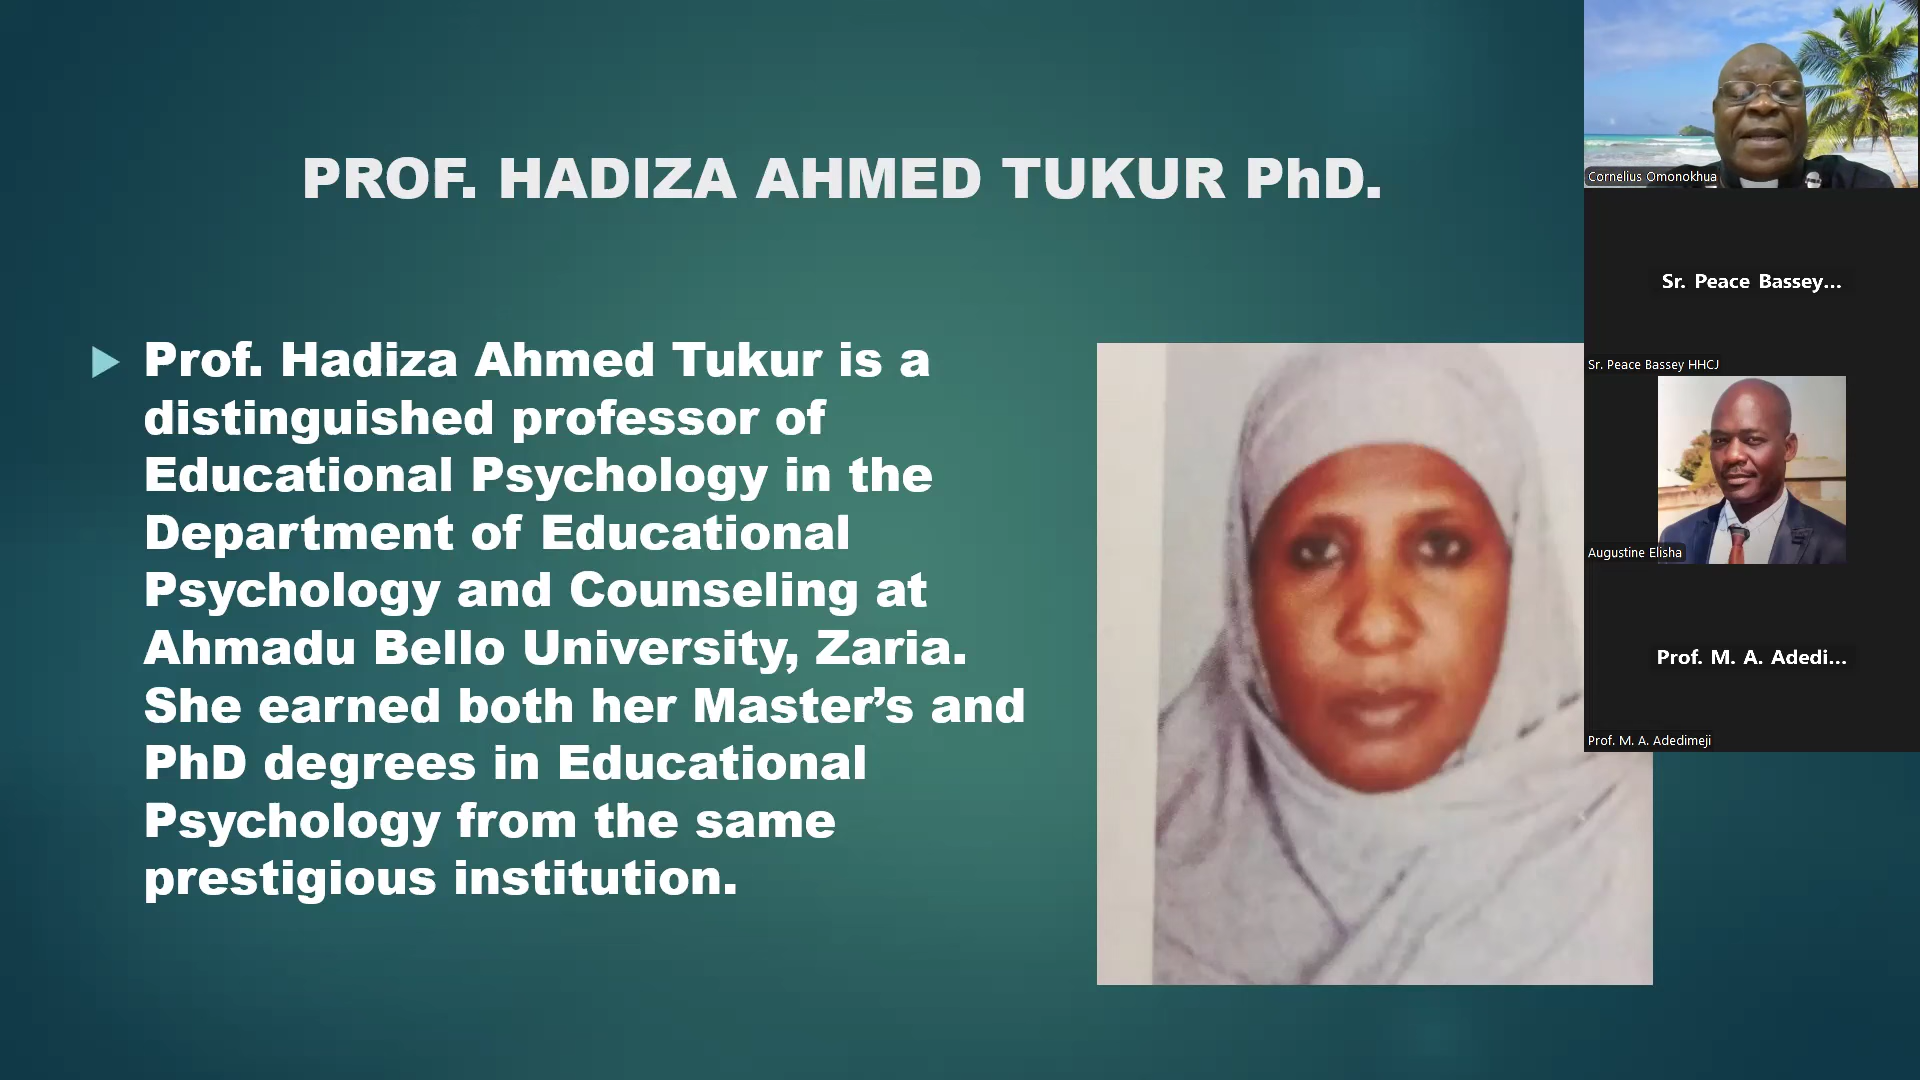 PROF. HADIZA AHMED TUKUR PhD.
Prof. Hadiza Ahmed Tukur is a
distinguished professor of
Educational Psychology in the
Department of Educational
Psychology and Counseling at
Ahmadu Bello University, Zaria.
She earned both her Master’s and
PhD degrees in Educational
Psychology from the same
prestigious institution.
Cornelius Omonokhua
Sr. Peace Bassey...
Sr. Peace Bassey HHCJ
Augustine Elisha
Prof. M. A. Adedi...
Prof. M. A. Adedimeji